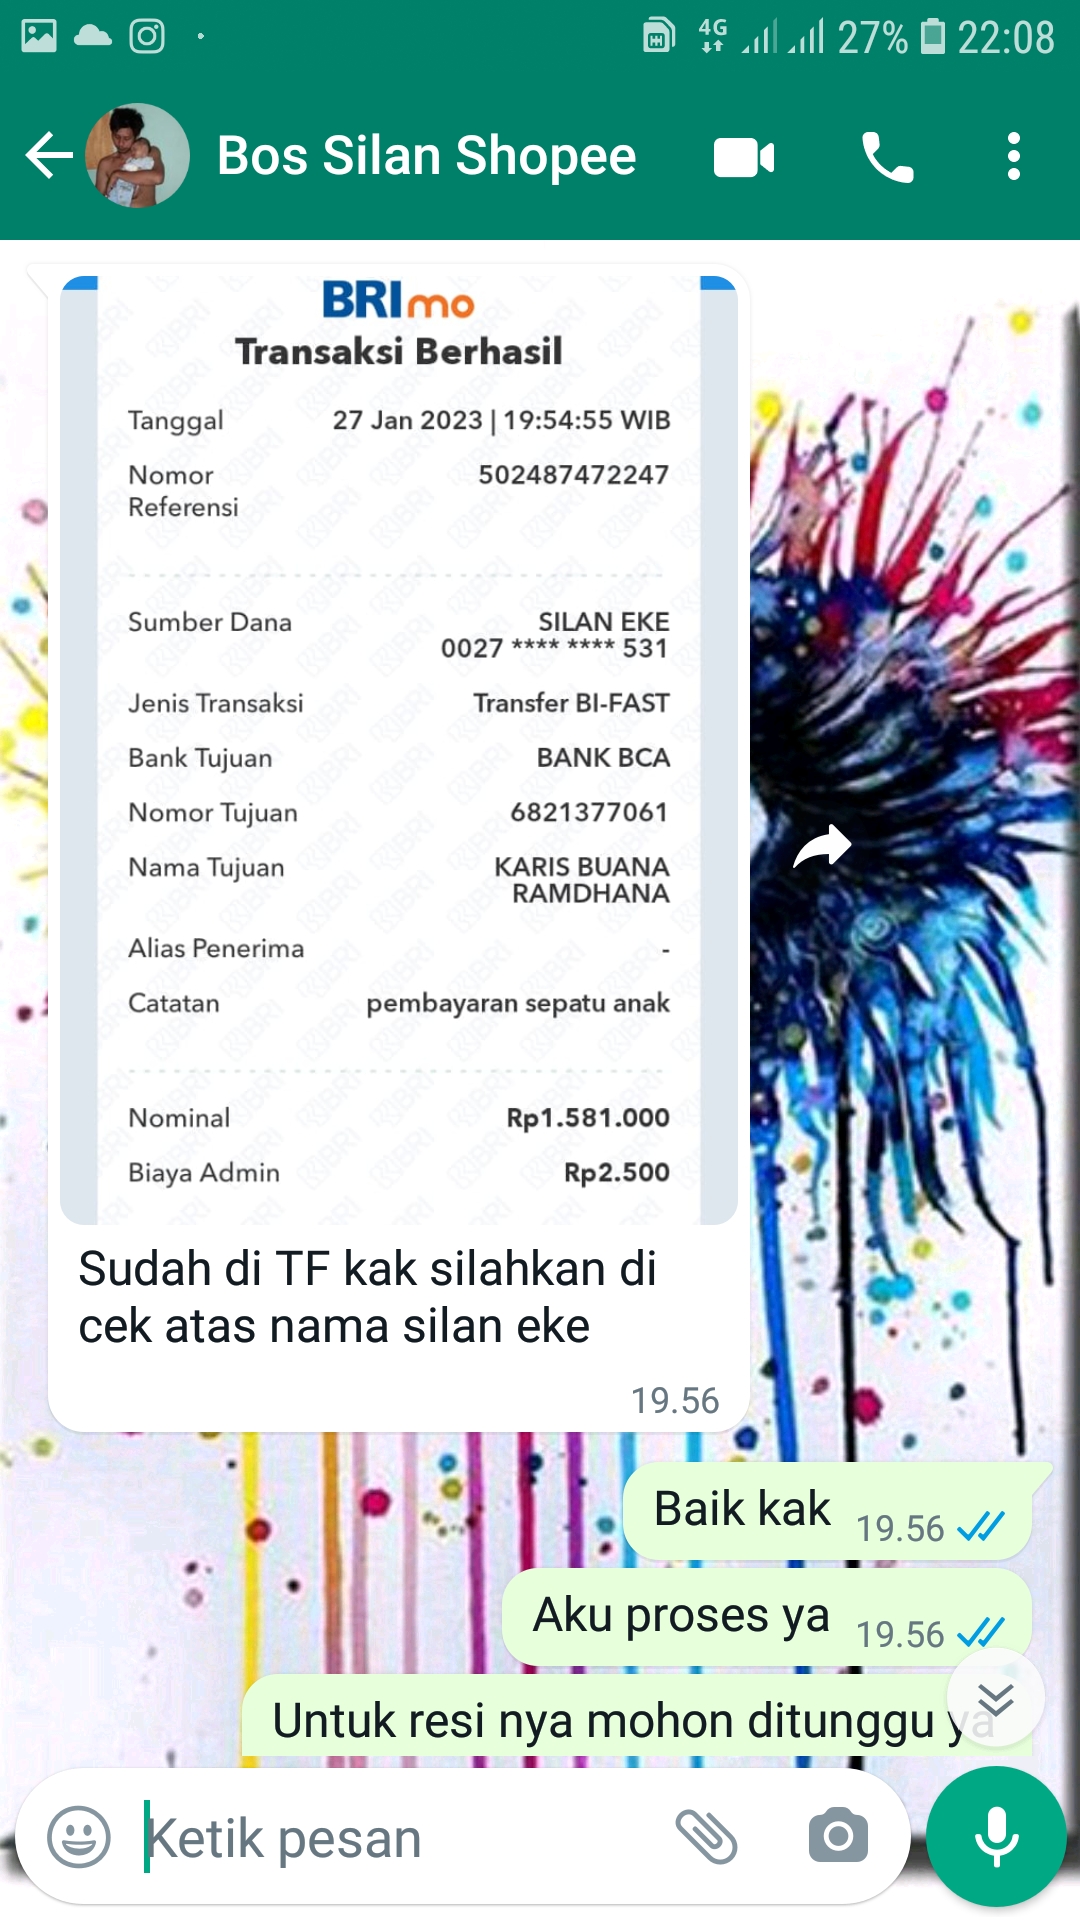 4G 27% 22:08
Bos Silan Shopee
BRImo
Transaksi Berhasil
Tanggal 27 Jan 2023 | 19:54:55 WIB
Nomor 502487472247
Referensi
Sumber Dana SILAN EKE
0027 **** **** 531
Jenis Transaksi Transfer BI-FAST
Bank Tujuan BANK BCA
Nomor Tujuan 6821377061
Nama Tujuan KARIS BUANA
RAMDHANA
Alias Penerima -
Catatan pembayaran sepatu anak
Nominal Rp1.581.000
Biaya Admin Rp2.500
Sudah di TF kak silahkan di
cek atas nama silan eke
19.56
Baik kak 19.56
Aku proses ya 19.56
Untuk resi nya mohon ditunggu ya
Ketik pesan